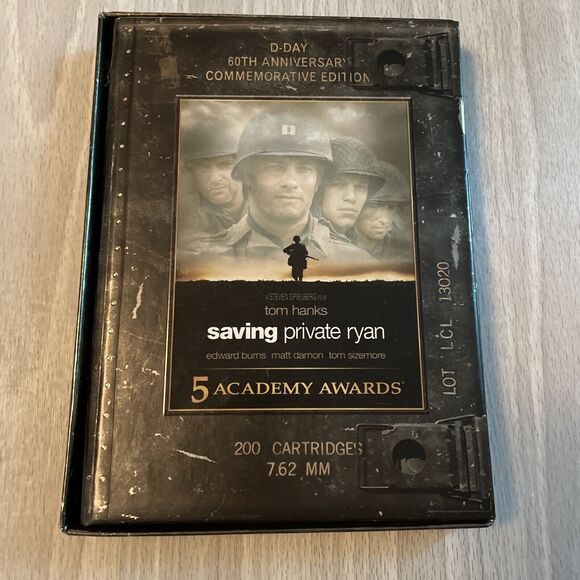 D-DAY
60TH ANNIVERSARY
COMMEMORATIVE EDITION
A STEVEN SPIELBERG FILM
tom hanks
saving private ryan
edward burns matt damon tom sizemore
5 ACADEMY AWARDS
200 CARTRIDGES
7.62 MM
LOT LCL 13020